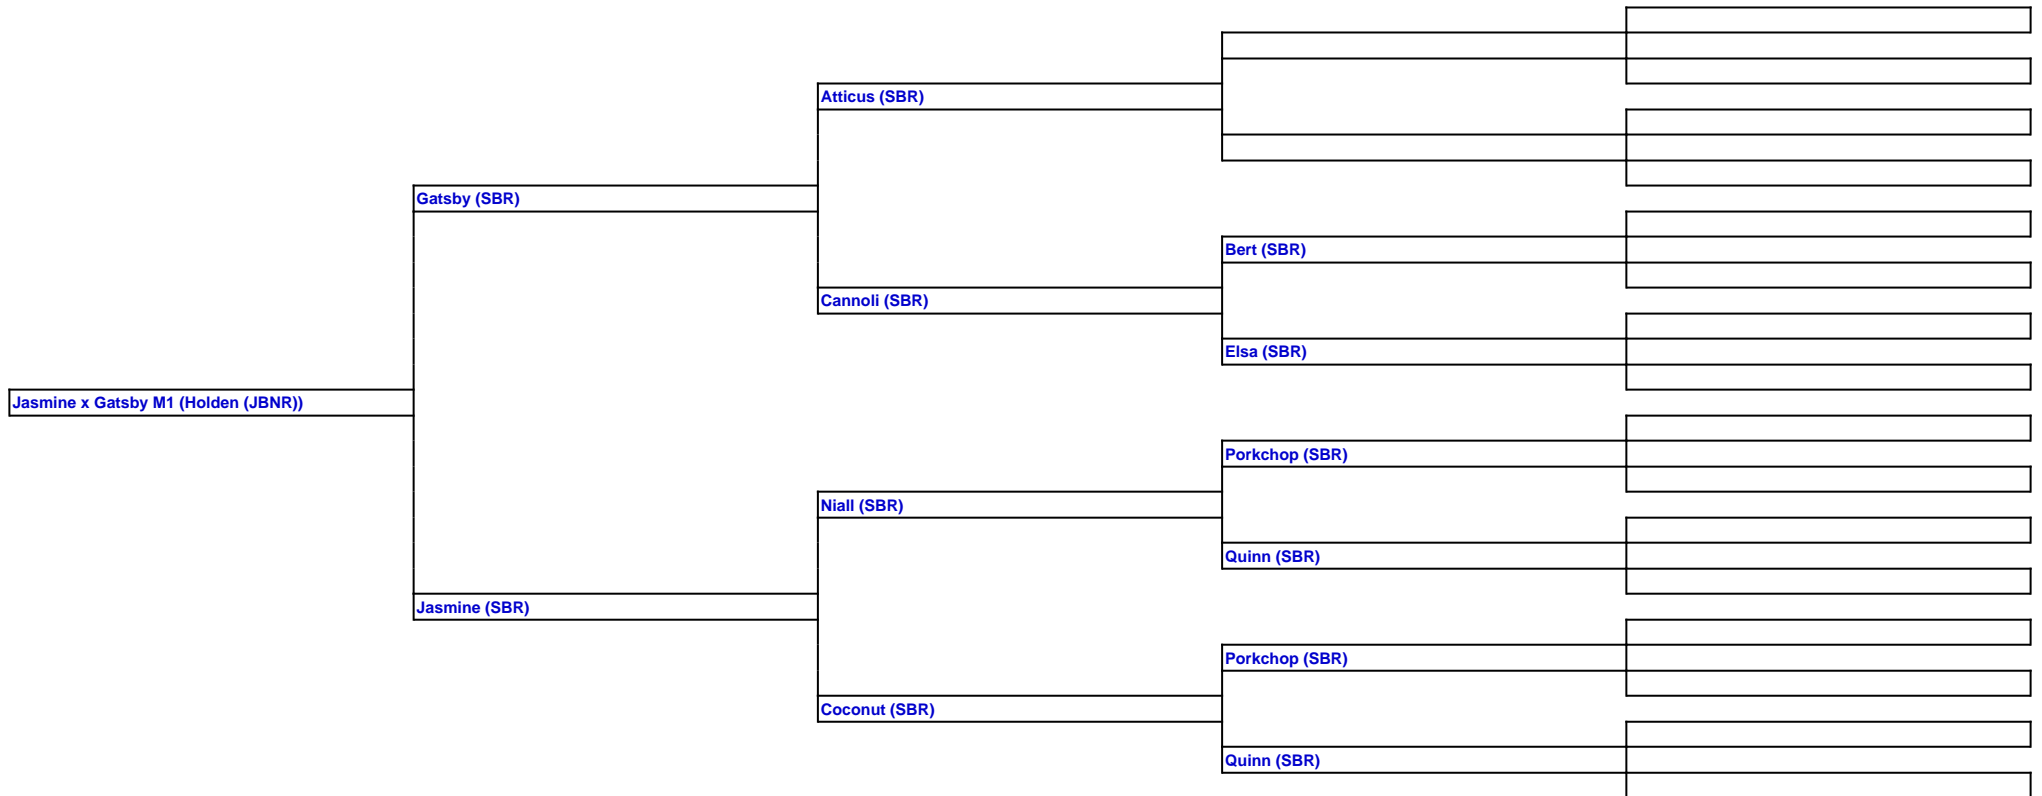 Atticus (SBR)
Gatsby (SBR)
Bert (SBR)
Cannoli (SBR)
Elsa (SBR)
Jasmine x Gatsby M1 (Holden (JBNR))
Porkchop (SBR)
Niall (SBR)
Quinn (SBR)
Jasmine (SBR)
Porkchop (SBR)
Coconut (SBR)
Quinn (SBR)